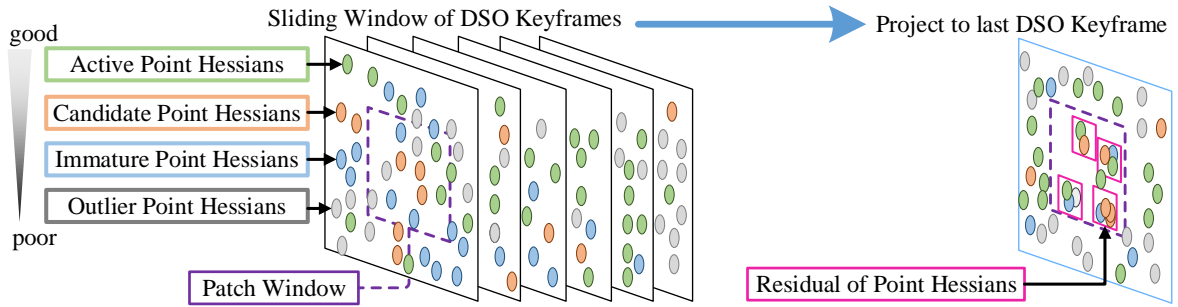 Sliding Window of DSO Keyframes
Project to last DSO Keyframe
good
Active Point Hessians
Candidate Point Hessians
Immature Point Hessians
Outlier Point Hessians
poor
Patch Window
Residual of Point Hessians